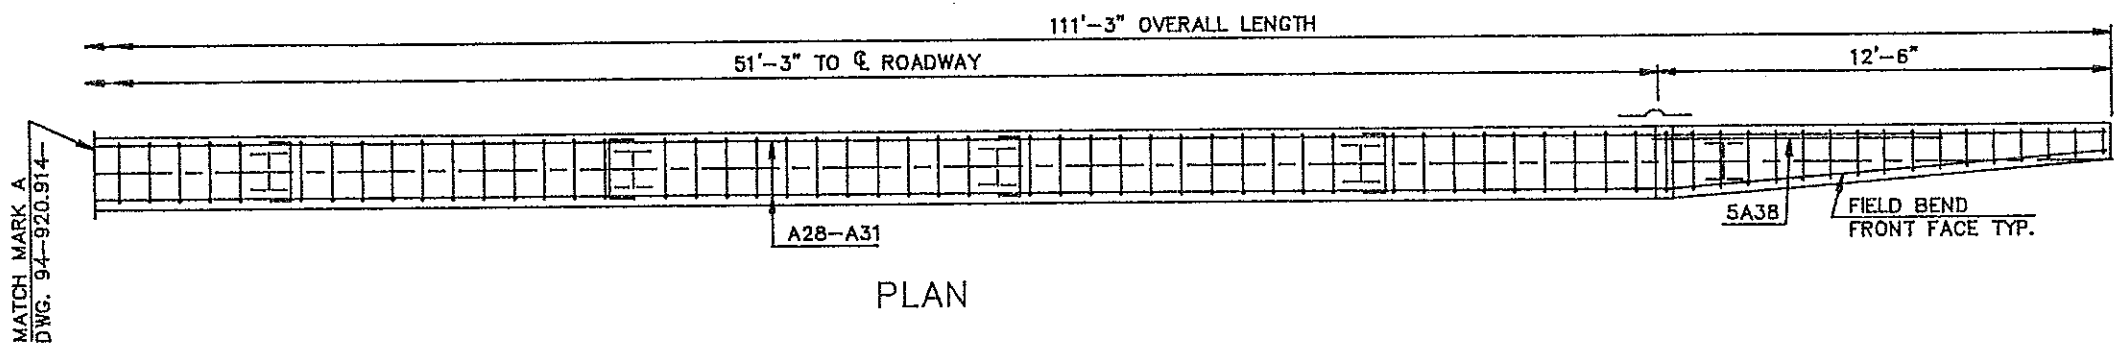 111'-3" OVERALL LENGTH
51'-3" TO ℄ ROADWAY
12'-6"
MATCH MARK A
DWG. 94-920.914-
A28-A31
5A38
FIELD BEND
FRONT FACE TYP.
PLAN